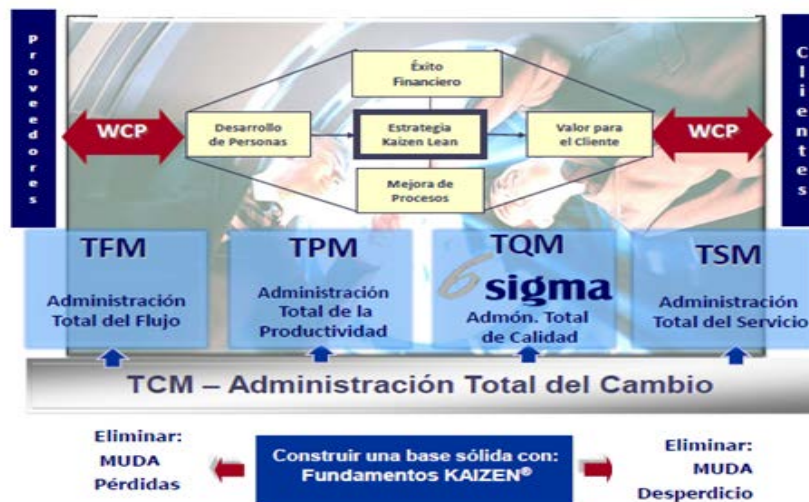 Proveedores
Clientes
Éxito
Financiero
WCP
Desarrollo
de Personas
Estrategia
Kaizen Lean
Valor para
el Cliente
WCP
Mejora de
Procesos
TFM
Administración
Total del Flujo
TPM
Administración
Total de la
Productividad
TQM
6 sigma
Admón. Total
de Calidad
TSM
Administración
Total del Servicio
TCM – Administración Total del Cambio
Eliminar:
MUDA
Pérdidas
Construir una base sólida con:
Fundamentos KAIZEN®
Eliminar:
MUDA
Desperdicio